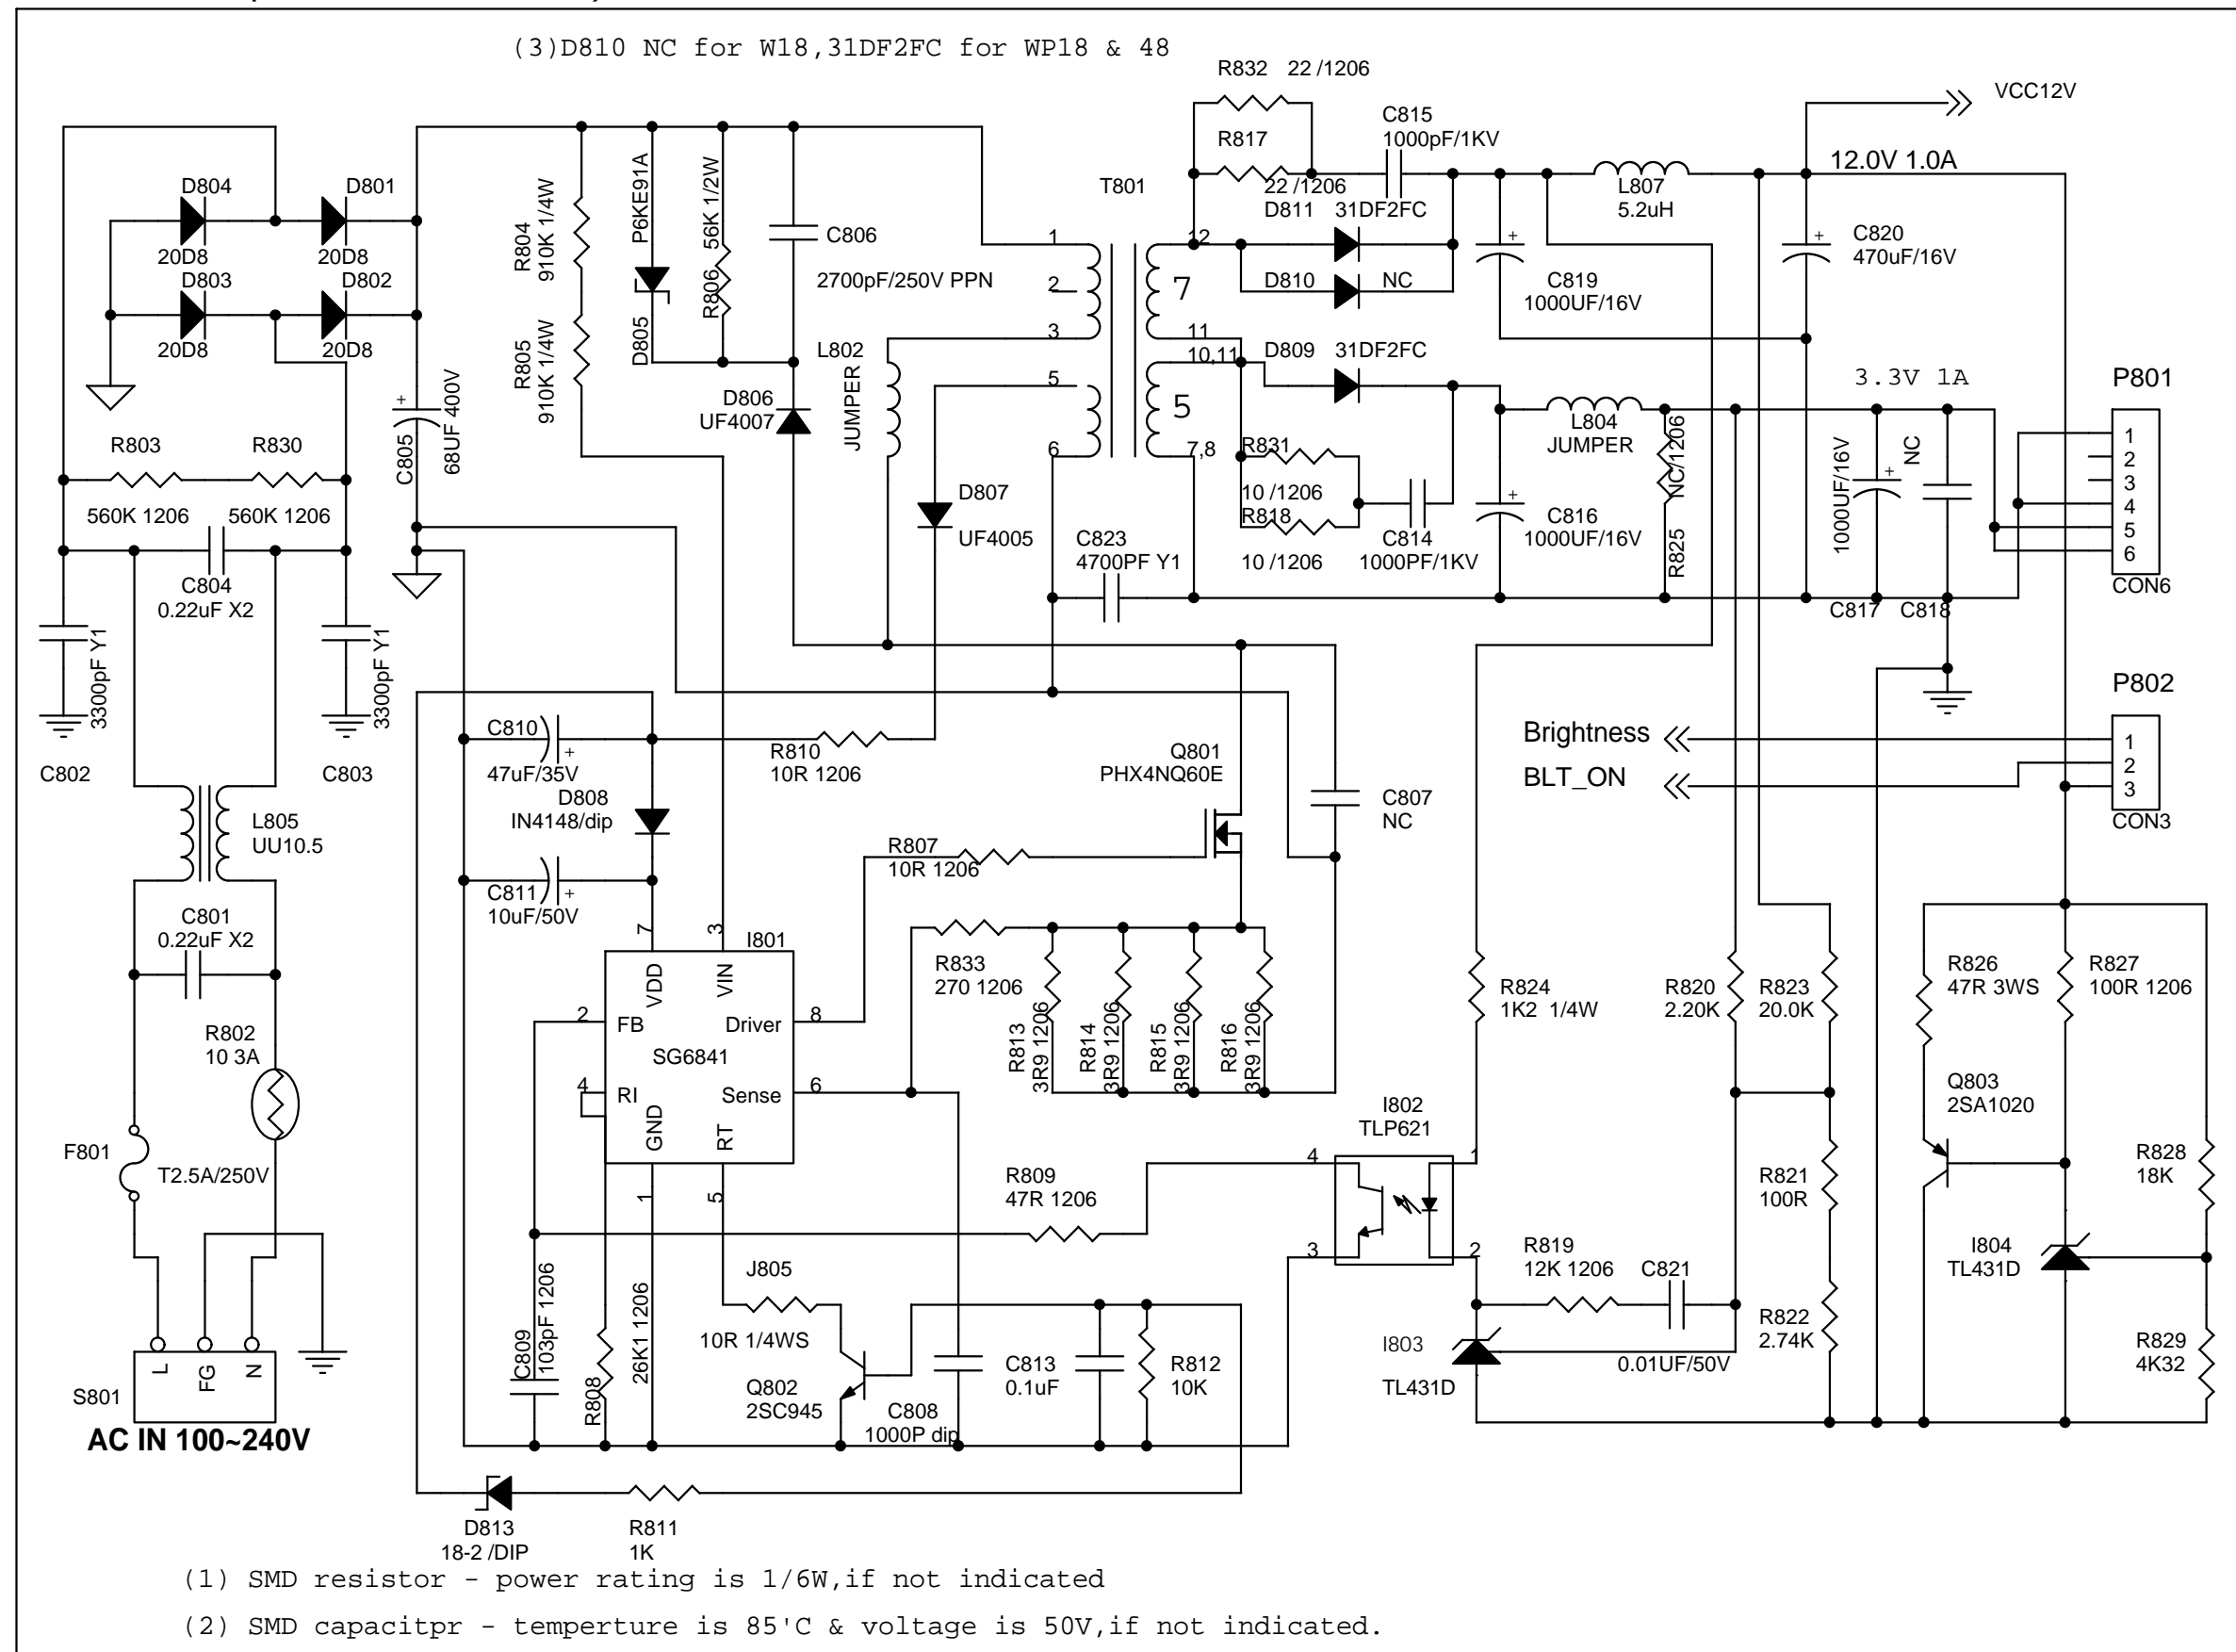 (3)D810 NC for W18,31DF2FC for WP18 & 48
R832 22 /1206
VCC12V
C815
1000pF/1KV
R817
12.0V 1.0A
T801
22 /1206
L807
5.2uH
D804
D801
20D8
20D8
D803
D802
20D8
20D8
R804
910K 1/4W
R805
910K 1/4W
P6KE91A
D805
R806 56K 1/2W
C806
2700pF/250V PPN
D811 31DF2FC
D810 NC
C819
1000UF/16V
C820
470uF/16V
1
2
3
5
6
12
7
11
10,11
5
7,8
D809 31DF2FC
L802
JUMPER
D806
UF4007
3.3V 1A
P801
L804
JUMPER
NC/1206
R825
1000UF/16V
NC
1
2
3
4
5
6
CON6
R803
R830
560K 1206
560K 1206
C805
68UF 400V
R831
10 /1206
R818
10 /1206
C814
1000PF/1KV
C816
1000UF/16V
C817
C818
D807
UF4005
C823
4700PF Y1
C804
0.22uF X2
3300pF Y1
C802
3300pF Y1
C803
P802
Brightness
BLT_ON
1
2
3
CON3
C810
47uF/35V
R810
10R 1206
Q801
PHX4NQ60E
C807
NC
D808
IN4148/dip
L805
UU10.5
R807
10R 1206
C811
10uF/50V
C801
0.22uF X2
7
3
I801
VDD
VIN
2
FB
Driver
8
SG6841
4
RI
Sense
6
GND
RT
1
5
R833
270 1206
R813
3R9 1206
R814
3R9 1206
R815
3R9 1206
R816
3R9 1206
R824
1K2 1/4W
R820
2.20K
R823
20.0K
R826
47R 3WS
R827
100R 1206
R802
10 3A
Q803
2SA1020
I802
TLP621
4
1
3
2
F801
T2.5A/250V
R809
47R 1206
R821
100R
R828
18K
R819
12K 1206
C821
I804
TL431D
J805
10R 1/4WS
C809
103pF 1206
R808
26K1 1206
Q802
2SC945
C808
1000P dip
C813
0.1uF
R812
10K
I803
TL431D
0.01UF/50V
R822
2.74K
R829
4K32
L
FG
N
S801
AC IN 100~240V
D813
18-2 /DIP
R811
1K
(1) SMD resistor - power rating is 1/6W,if not indicated
(2) SMD capacitpr - temperture is 85'C & voltage is 50V,if not indicated.